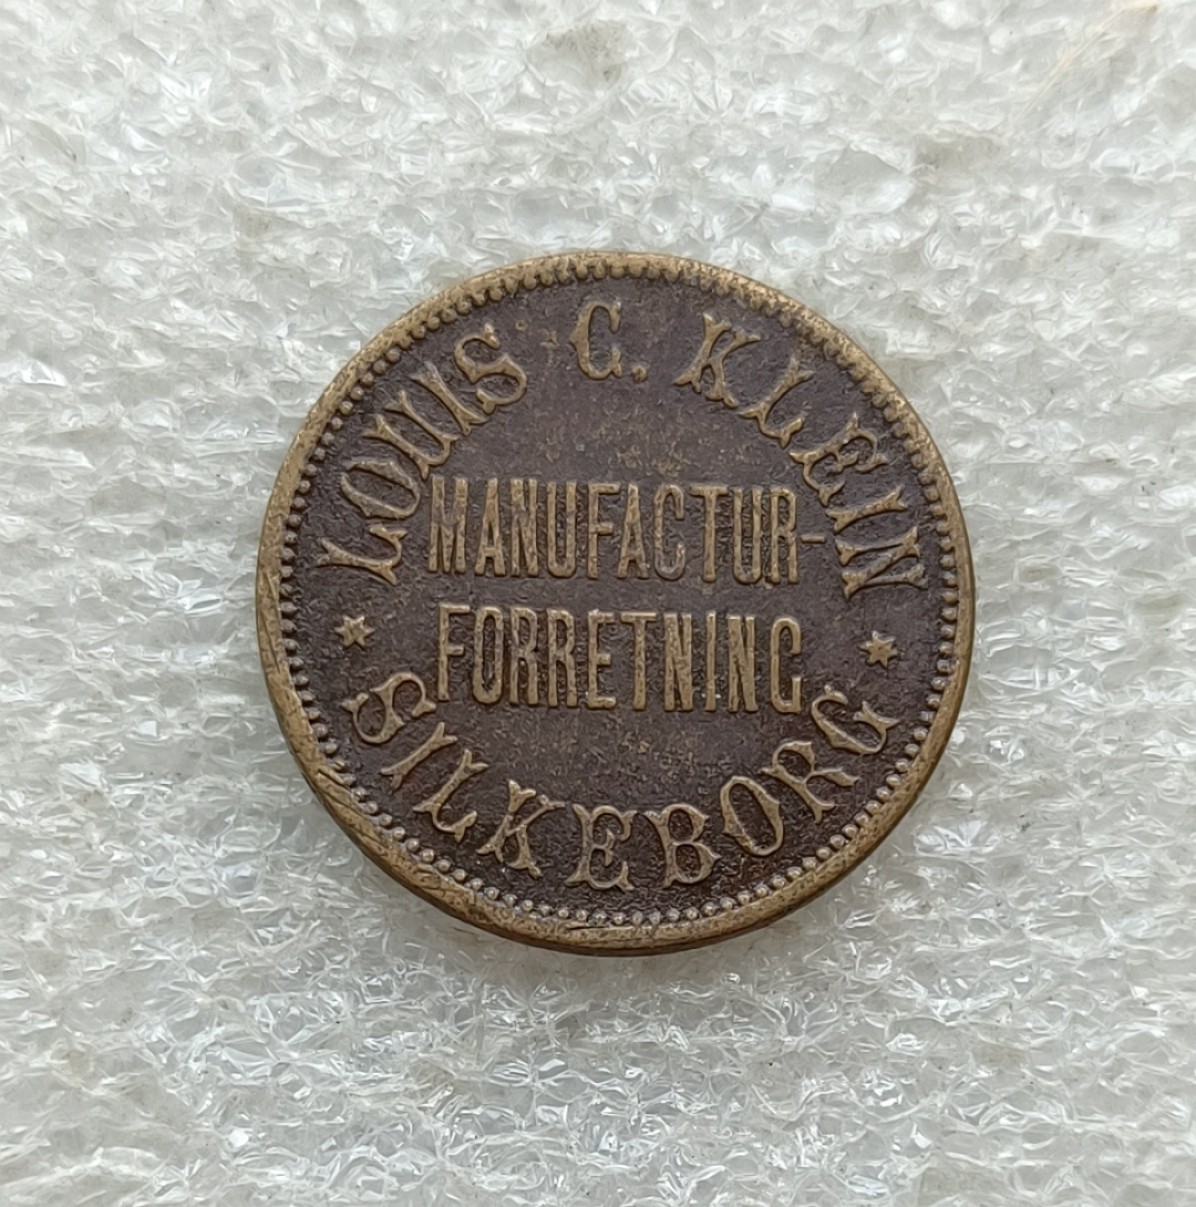 LOUIS C. KLEIN
MANUFACTUR-
FORRETNING
SILKEBORG